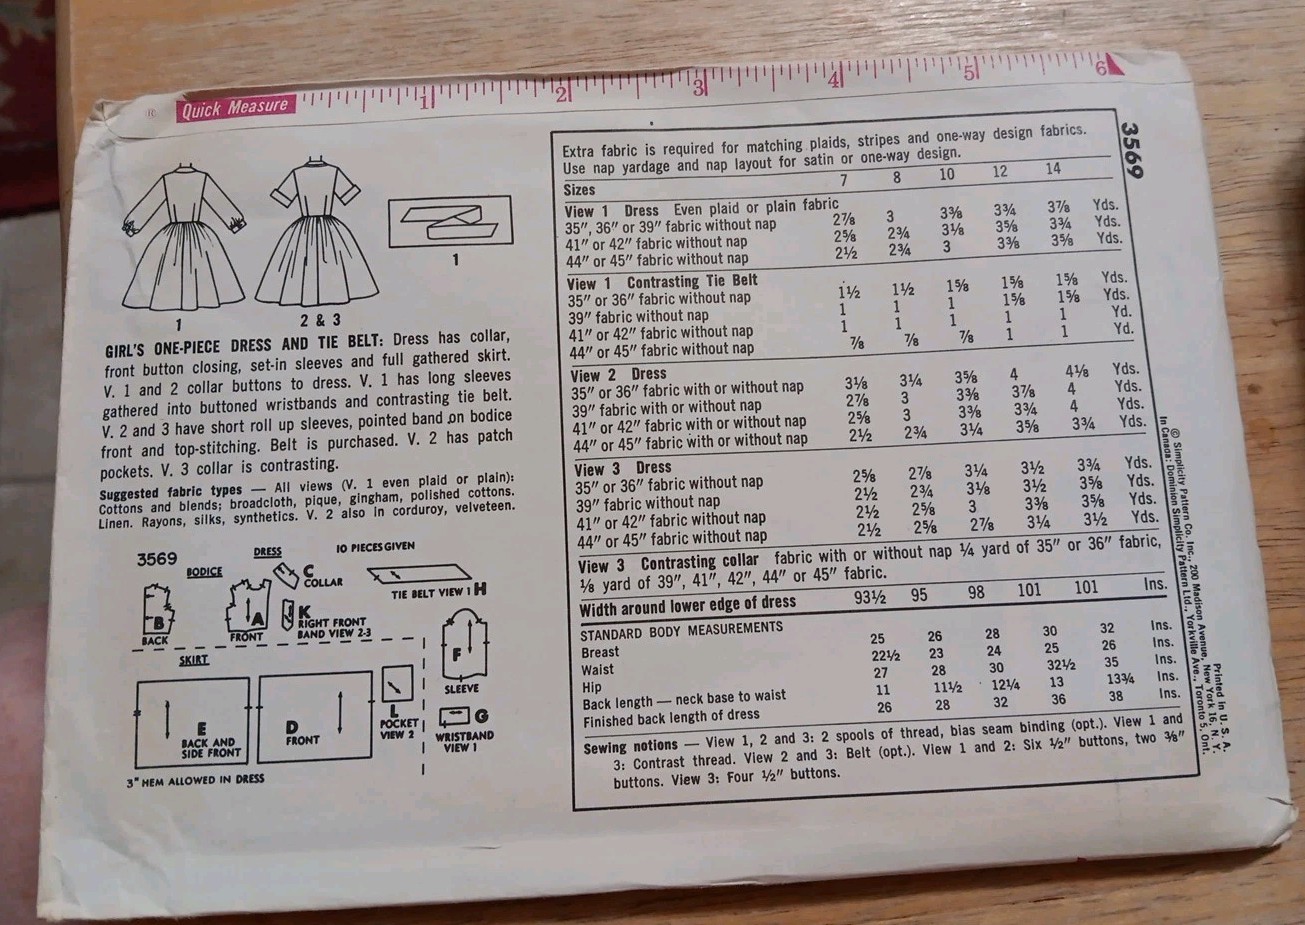 ® Quick Measure 1 2 3 4 5 6
1
2 & 3
1
GIRL'S ONE-PIECE DRESS AND TIE BELT: Dress has collar,
front button closing, set-in sleeves and full gathered skirt.
V. 1 and 2 collar buttons to dress. V. 1 has long sleeves
gathered into buttoned wristbands and contrasting tie belt.
V. 2 and 3 have short roll up sleeves, pointed band on bodice
front and top-stitching. Belt is purchased. V. 2 has patch
pockets. V. 3 collar is contrasting.
Suggested fabric types — All views (V. 1 even plaid or plain):
Cottons and blends; broadcloth, pique, gingham, polished cottons.
Linen. Rayons, silks, synthetics. V. 2 also in corduroy, velveteen.
3569
DRESS
10 PIECES GIVEN
BODICE
B
BACK
A
FRONT
C
COLLAR
K
RIGHT FRONT
BAND VIEW 2-3
TIE BELT VIEW 1 H
SKIRT
E
BACK AND
SIDE FRONT
D
FRONT
L
POCKET
VIEW 2
F
SLEEVE
G
WRISTBAND
VIEW 1
3" HEM ALLOWED IN DRESS
3569
Extra fabric is required for matching plaids, stripes and one-way design fabrics.
Use nap yardage and nap layout for satin or one-way design.
Sizes 7 8 10 12 14
View 1 Dress Even plaid or plain fabric
35", 36" or 39" fabric without nap 2⅞ 3 3⅜ 3¾ 3⅞ Yds.
41" or 42" fabric without nap 2⅝ 2¾ 3⅛ 3⅝ 3¾ Yds.
44" or 45" fabric without nap 2½ 2¾ 3 3⅜ 3⅝ Yds.
View 1 Contrasting Tie Belt
35" or 36" fabric without nap 1½ 1½ 1⅝ 1⅝ 1⅝ Yds.
39" fabric without nap 1 1 1 1⅝ 1⅝ Yds.
41" or 42" fabric without nap 1 1 1 1 1 Yd.
44" or 45" fabric without nap ⅞ ⅞ ⅞ 1 1 Yd.
View 2 Dress
35" or 36" fabric with or without nap 3⅛ 3¼ 3⅝ 4 4⅛ Yds.
39" fabric with or without nap 2⅞ 3 3⅜ 3⅞ 4 Yds.
41" or 42" fabric with or without nap 2⅝ 3 3⅜ 3¾ 4 Yds.
44" or 45" fabric with or without nap 2½ 2¾ 3¼ 3⅝ 3¾ Yds.
View 3 Dress
35" or 36" fabric without nap 2⅝ 2⅞ 3¼ 3½ 3¾ Yds.
39" fabric without nap 2½ 2¾ 3⅛ 3½ 3⅝ Yds.
41" or 42" fabric without nap 2½ 2⅝ 3 3⅜ 3⅝ Yds.
44" or 45" fabric without nap 2½ 2⅝ 2⅞ 3¼ 3½ Yds.
View 3 Contrasting collar fabric with or without nap ¼ yard of 35" or 36" fabric,
⅛ yard of 39", 41", 42", 44" or 45" fabric.
Width around lower edge of dress 93½ 95 98 101 101 Ins.
STANDARD BODY MEASUREMENTS
Breast 25 26 28 30 32 Ins.
Waist 22½ 23 24 25 26 Ins.
Hip 27 28 30 32½ 35 Ins.
Back length — neck base to waist 11 11½ 12¼ 13 13¾ Ins.
Finished back length of dress 26 28 32 36 38 Ins.
Sewing notions — View 1, 2 and 3: 2 spools of thread, bias seam binding (opt.). View 1 and
3: Contrast thread. View 2 and 3: Belt (opt.). View 1 and 2: Six ½" buttons, two ⅜"
buttons. View 3: Four ½" buttons.
Printed in U. S. A.
© Simplicity Pattern Co. Inc., 200 Madison Avenue, New York 16, N. Y.
In Canada: Dominion Simplicity Pattern Ltd., Yorkville Ave., Toronto 5, Ont.